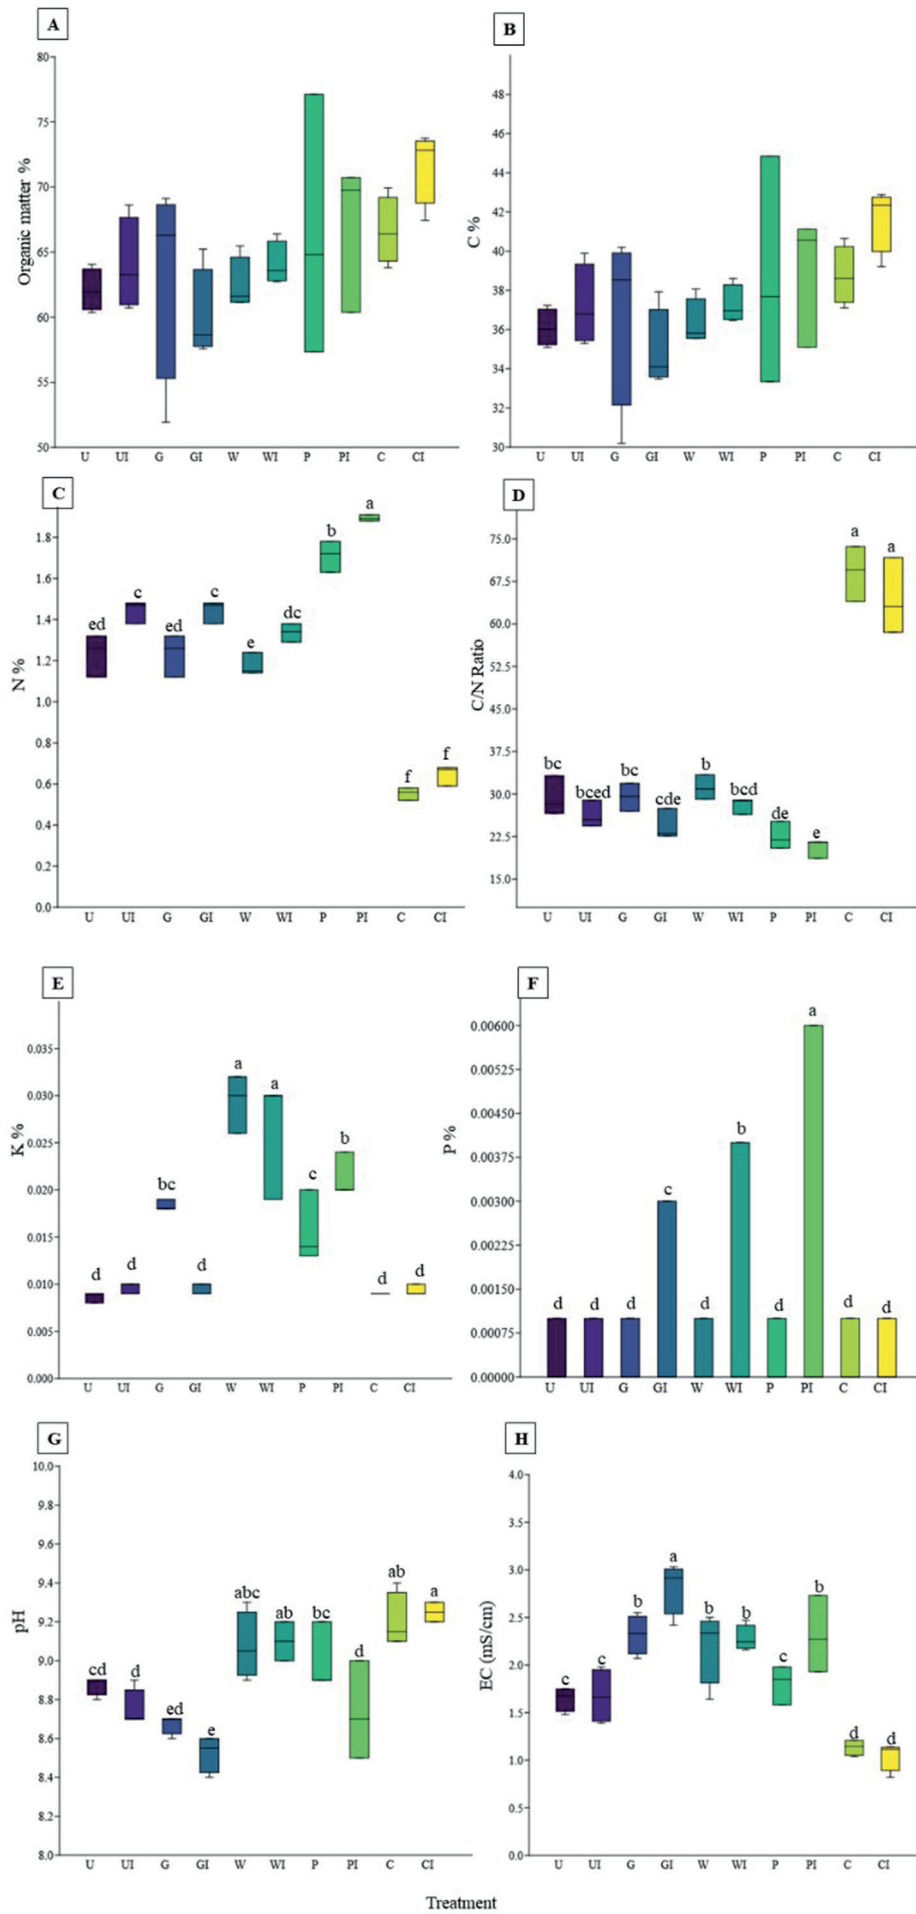 A
80
75
70
65
60
55
50
Organic matter %
U UI G GI W WI P PI C CI
B
48
46
44
42
40
38
36
34
32
30
C %
U UI G GI W WI P PI C CI
C
1.8
1.6
1.4
1.2
1.0
0.8
0.6
0.4
0.2
0.0
N %
ed c ed c e dc b a f f
U UI G GI W WI P PI C CI
D
75.0
67.5
60.0
52.5
45.0
37.5
30.0
22.5
15.0
C/N Ratio
bc bced bc cde b bcd de e a a
U UI G GI W WI P PI C CI
E
0.035
0.030
0.025
0.020
0.015
0.010
0.005
0.000
K %
d d bc d a a c b d d
U UI G GI W WI P PI C CI
F
0.00600
0.00525
0.00450
0.00375
0.00300
0.00225
0.00150
0.00075
0.00000
P %
d d d c d b d a d d
U UI G GI W WI P PI C CI
G
10.0
9.8
9.6
9.4
9.2
9.0
8.8
8.6
8.4
8.2
8.0
pH
cd d ed e abc ab bc d ab a
U UI G GI W WI P PI C CI
H
4.0
3.5
3.0
2.5
2.0
1.5
1.0
0.5
0.0
EC (mS/cm)
c c b a b b c b d d
U UI G GI W WI P PI C CI
Treatment